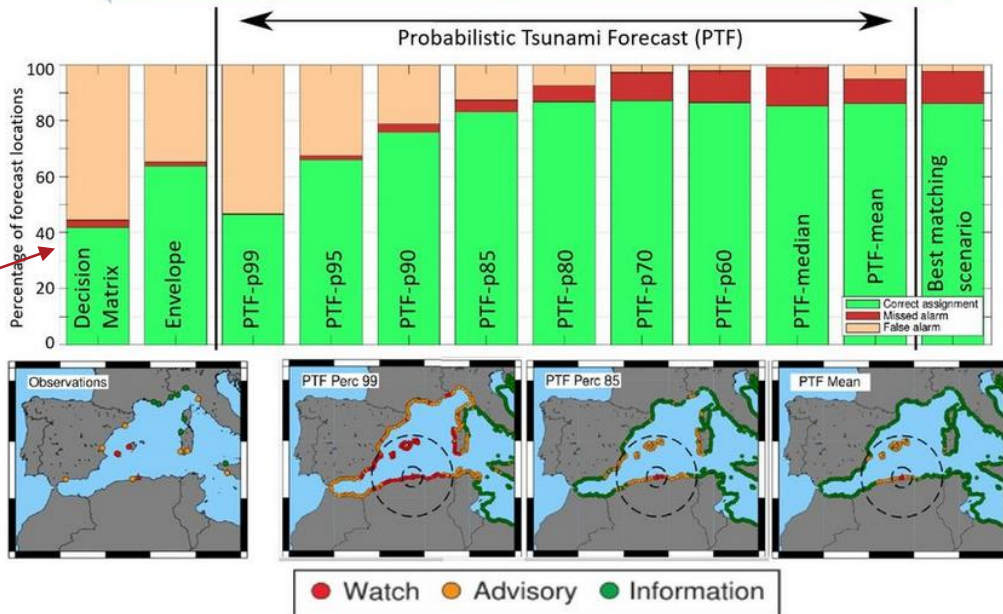 Probabilistic Tsunami Forecast (PTF)
Percentage of forecast locations
100
80
60
40
20
0
Decision
Matrix
Envelope
PTF-p99
PTF-p95
PTF-p90
PTF-p85
PTF-p80
PTF-p70
PTF-p60
PTF-median
PTF-mean
Best matching
scenario
Correct assignment
Missed alarm
False alarm
Observations
PTF Perc 99
PTF Perc 85
PTF Mean
Watch
Advisory
Information